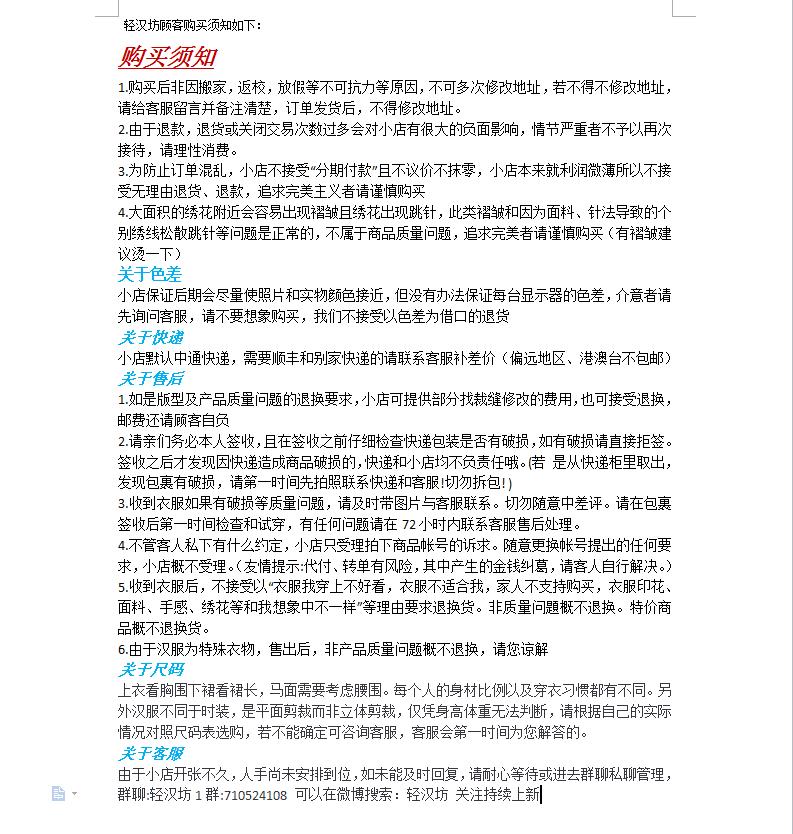 轻汉坊顾客购买须知如下：
购买须知
1.购买后非因搬家，返校，放假等不可抗力等原因，不可多次修改地址，若不得不修改地址，
请给客服留言并备注清楚，订单发货后，不得修改地址。
2.由于退款，退货或关闭交易次数过多会对小店有很大的负面影响，情节严重者不予以再次
接待，请理性消费。
3.为防止订单混乱，小店不接受“分期付款”且不议价不抹零，小店本来就利润微薄所以不接
受无理由退货、退款，追求完美主义者请谨慎购买
4.大面积的绣花附近会容易出现褶皱且绣花出现跳针，此类褶皱和因为面料、针法导致的个
别绣线松散跳针等问题是正常的，不属于商品质量问题，追求完美者请谨慎购买（有褶皱建
议烫一下）
关于色差
小店保证后期会尽量使照片和实物颜色接近，但没有办法保证每台显示器的色差，介意者请
先询问客服，请不要想象购买，我们不接受以色差为借口的退货
关于快递
小店默认中通快递，需要顺丰和别家快递的请联系客服补差价（偏远地区、港澳台不包邮）
关于售后
1.如是版型及产品质量问题的退换要求，小店可提供部分找裁缝修改的费用，也可接受退换，
邮费还请顾客自负
2.请亲们务必本人签收，且在签收之前仔细检查快递包装是否有破损，如有破损请直接拒签。
签收之后才发现因快递造成商品破损的，快递和小店均不负责任哦。(若 是从快递柜里取出，
发现包裹有破损，请第一时间先拍照联系快递和客服!切勿拆包!)
3.收到衣服如果有破损等质量问题，请及时带图片与客服联系。切勿随意中差评。请在包裹
签收后第一时间检查和试穿，有任何问题请在 72 小时内联系客服售后处理。
4.不管客人私下有什么约定，小店只受理拍下商品帐号的诉求。随意更换帐号提出的任何要
求，小店概不受理。（友情提示:代付、转单有风险，其中产生的金钱纠葛，请客人自行解决。）
5.收到衣服后，不接受以“衣服我穿上不好看，衣服不适合我，家人不支持购买，衣服印花、
面料、手感、绣花等和我想象中不一样”等理由要求退换货。非质量问题概不退换。特价商
品概不退换货。
6.由于汉服为特殊衣物，售出后，非产品质量问题概不退换，请您谅解
关于尺码
上衣看胸围下裙看裙长，马面需要考虑腰围。每个人的身材比例以及穿衣习惯都有不同。另
外汉服不同于时装，是平面剪裁而非立体剪裁，仅凭身高体重无法判断，请根据自己的实际
情况对照尺码表选购，若不能确定可咨询客服，客服会第一时间为您解答的。
关于客服
由于小店开张不久，人手尚未安排到位，如未能及时回复，请耐心等待或进去群聊私聊管理，
群聊:轻汉坊 1 群:710524108 可以在微博搜索：轻汉坊 关注持续上新